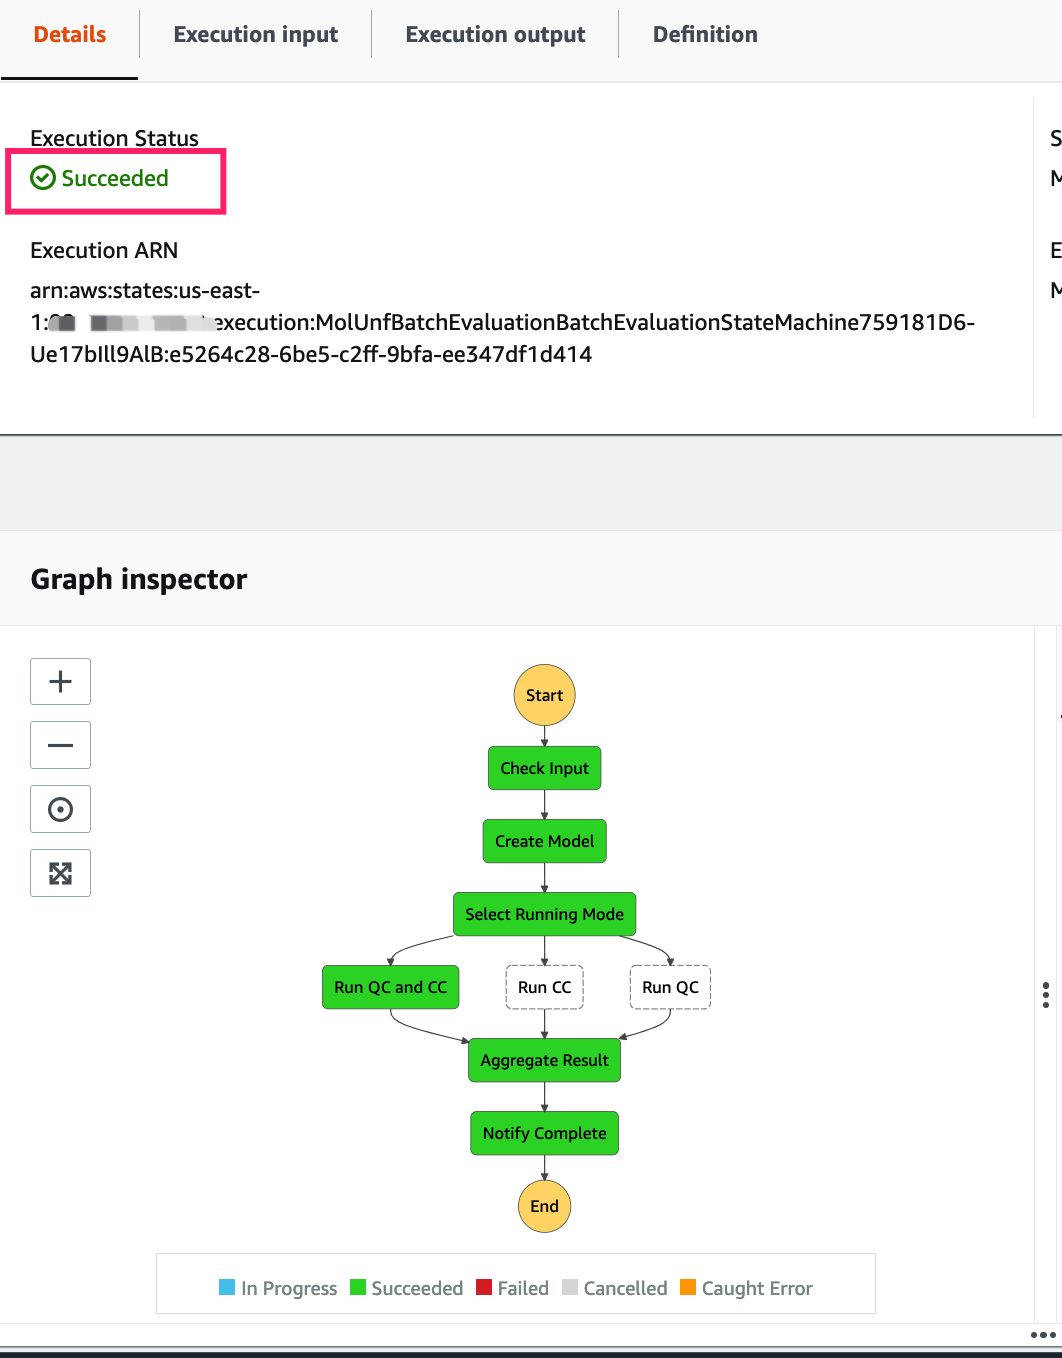 Details Execution input Execution output Definition
Execution Status
Succeeded
Execution ARN
arn:aws:states:us-east-
1: execution:MolUnfBatchEvaluationBatchEvaluationStateMachine759181D6-
Ue17bIll9AlB:e5264c28-6be5-c2ff-9bfa-ee347df1d414
Graph inspector
Start
Check Input
Create Model
Select Running Mode
Run QC and CC Run CC Run QC
Aggregate Result
Notify Complete
End
In Progress Succeeded Failed Cancelled Caught Error